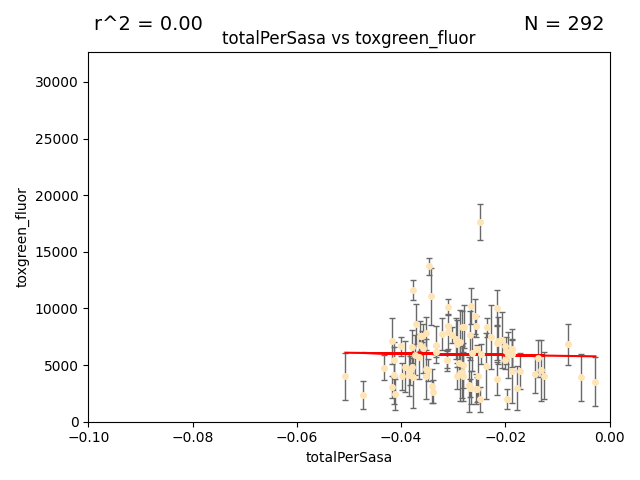 r^2 = 0.00
N = 292
totalPerSasa vs toxgreen_fluor
30000
25000
20000
15000
10000
5000
0
toxgreen_fluor
−0.10
−0.08
−0.06
−0.04
−0.02
0.00
totalPerSasa